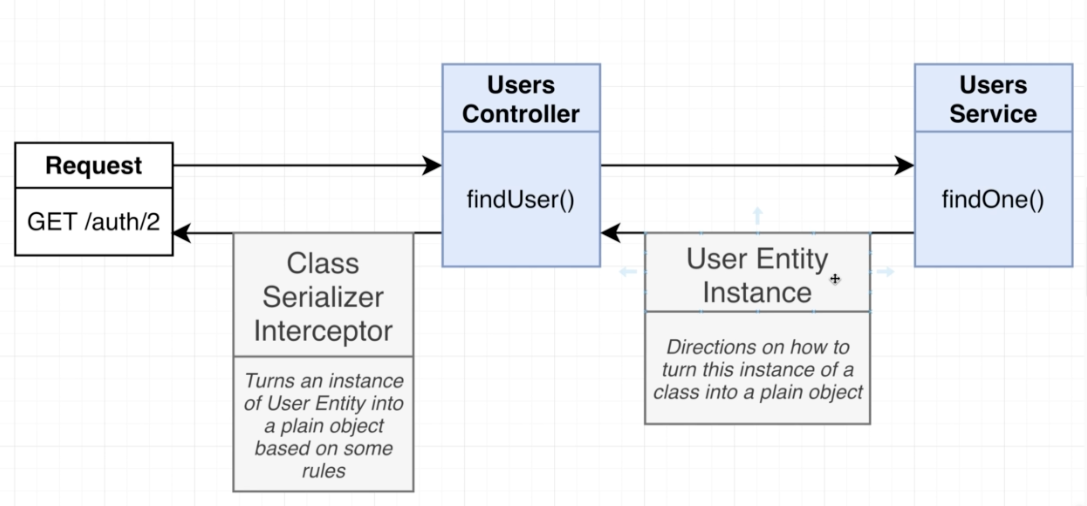 Users
Controller
Users
Service
Request
findUser()
findOne()
GET /auth/2
Class
Serializer
Interceptor
User Entity
Instance
Turns an instance
of User Entity into
a plain object
based on some
rules
Directions on how to
turn this instance of a
class into a plain object